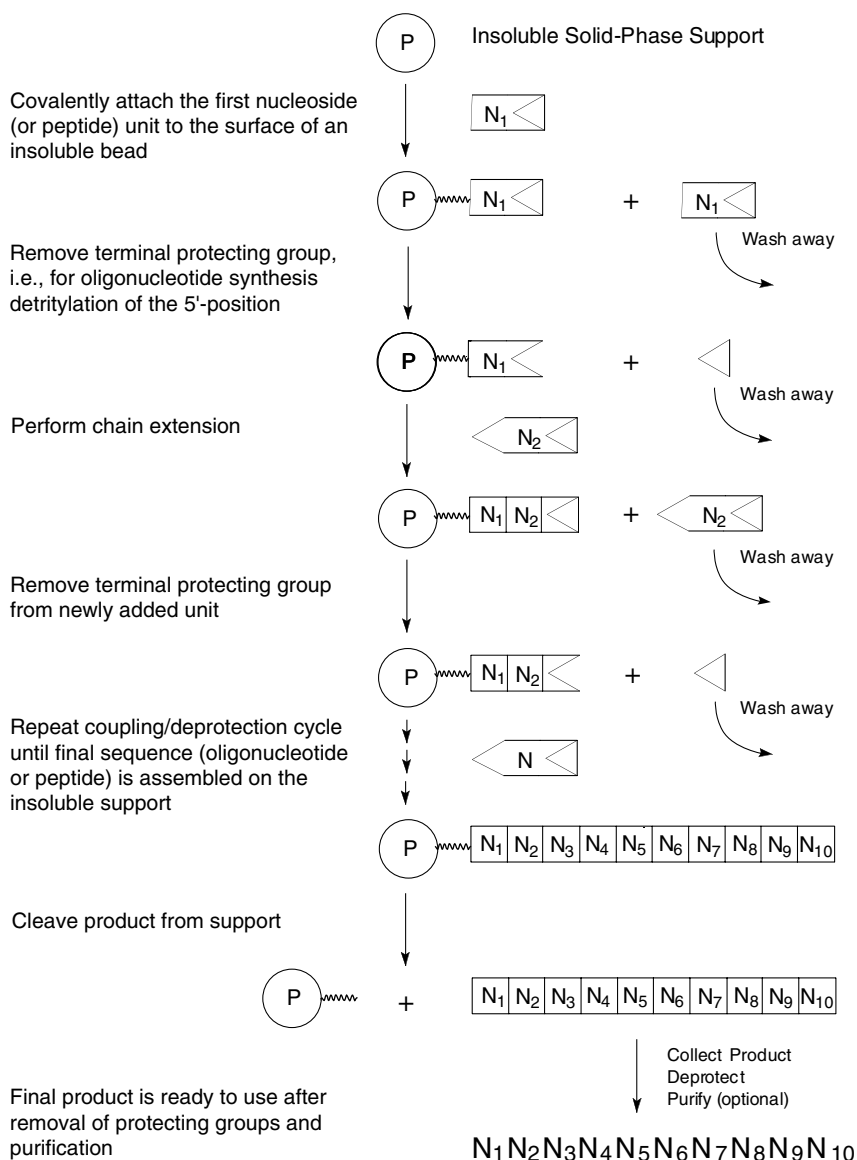 P
Insoluble Solid-Phase Support
Covalently attach the first nucleoside
(or peptide) unit to the surface of an
insoluble bead
N1
P N1 + N1
Wash away
Remove terminal protecting group,
i.e., for oligonucleotide synthesis
detritylation of the 5'-position
P N1 +
Wash away
Perform chain extension
N2
P N1 N2 + N2
Wash away
Remove terminal protecting group
from newly added unit
P N1 N2 +
Wash away
Repeat coupling/deprotection cycle
until final sequence (oligonucleotide
or peptide) is assembled on the
insoluble support
N
P N1 N2 N3 N4 N5 N6 N7 N8 N9 N10
Cleave product from support
P + N1 N2 N3 N4 N5 N6 N7 N8 N9 N10
Collect Product
Deprotect
Purify (optional)
Final product is ready to use after
removal of protecting groups and
purification
N1N2N3N4N5N6N7N8N9N10